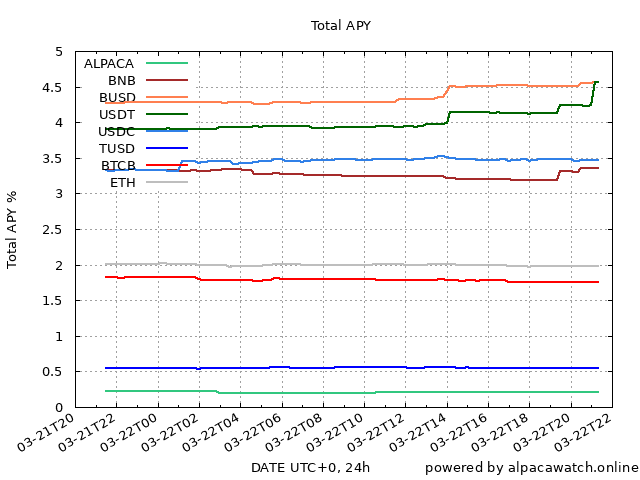 Total APY
Total APY %
5
4.5
4
3.5
3
2.5
2
1.5
1
0.5
0
ALPACA
BNB
BUSD
USDT
USDC
TUSD
BTCB
ETH
03-21T20
03-21T22
03-22T00
03-22T02
03-22T04
03-22T06
03-22T08
03-22T10
03-22T12
03-22T14
03-22T16
03-22T18
03-22T20
03-22T22
DATE UTC+0, 24h
powered by alpacawatch.online